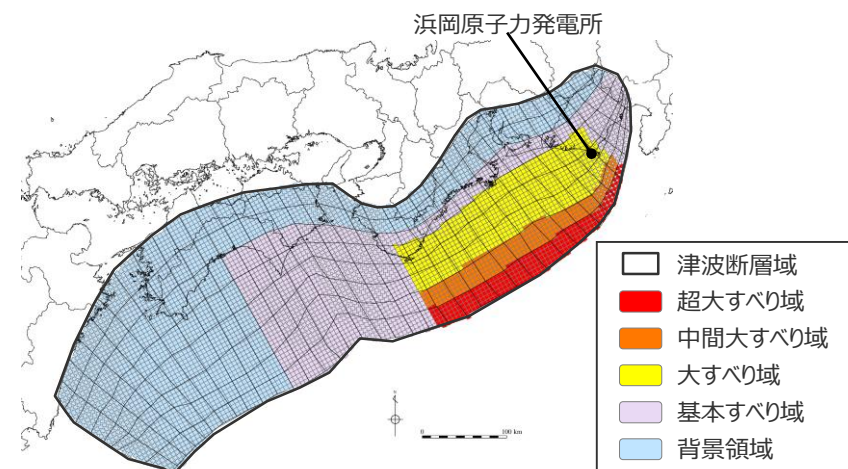 浜岡原子力発電所
津波断層域
超大すべり域
中間大すべり域
大すべり域
基本すべり域
背景領域
0 100 km